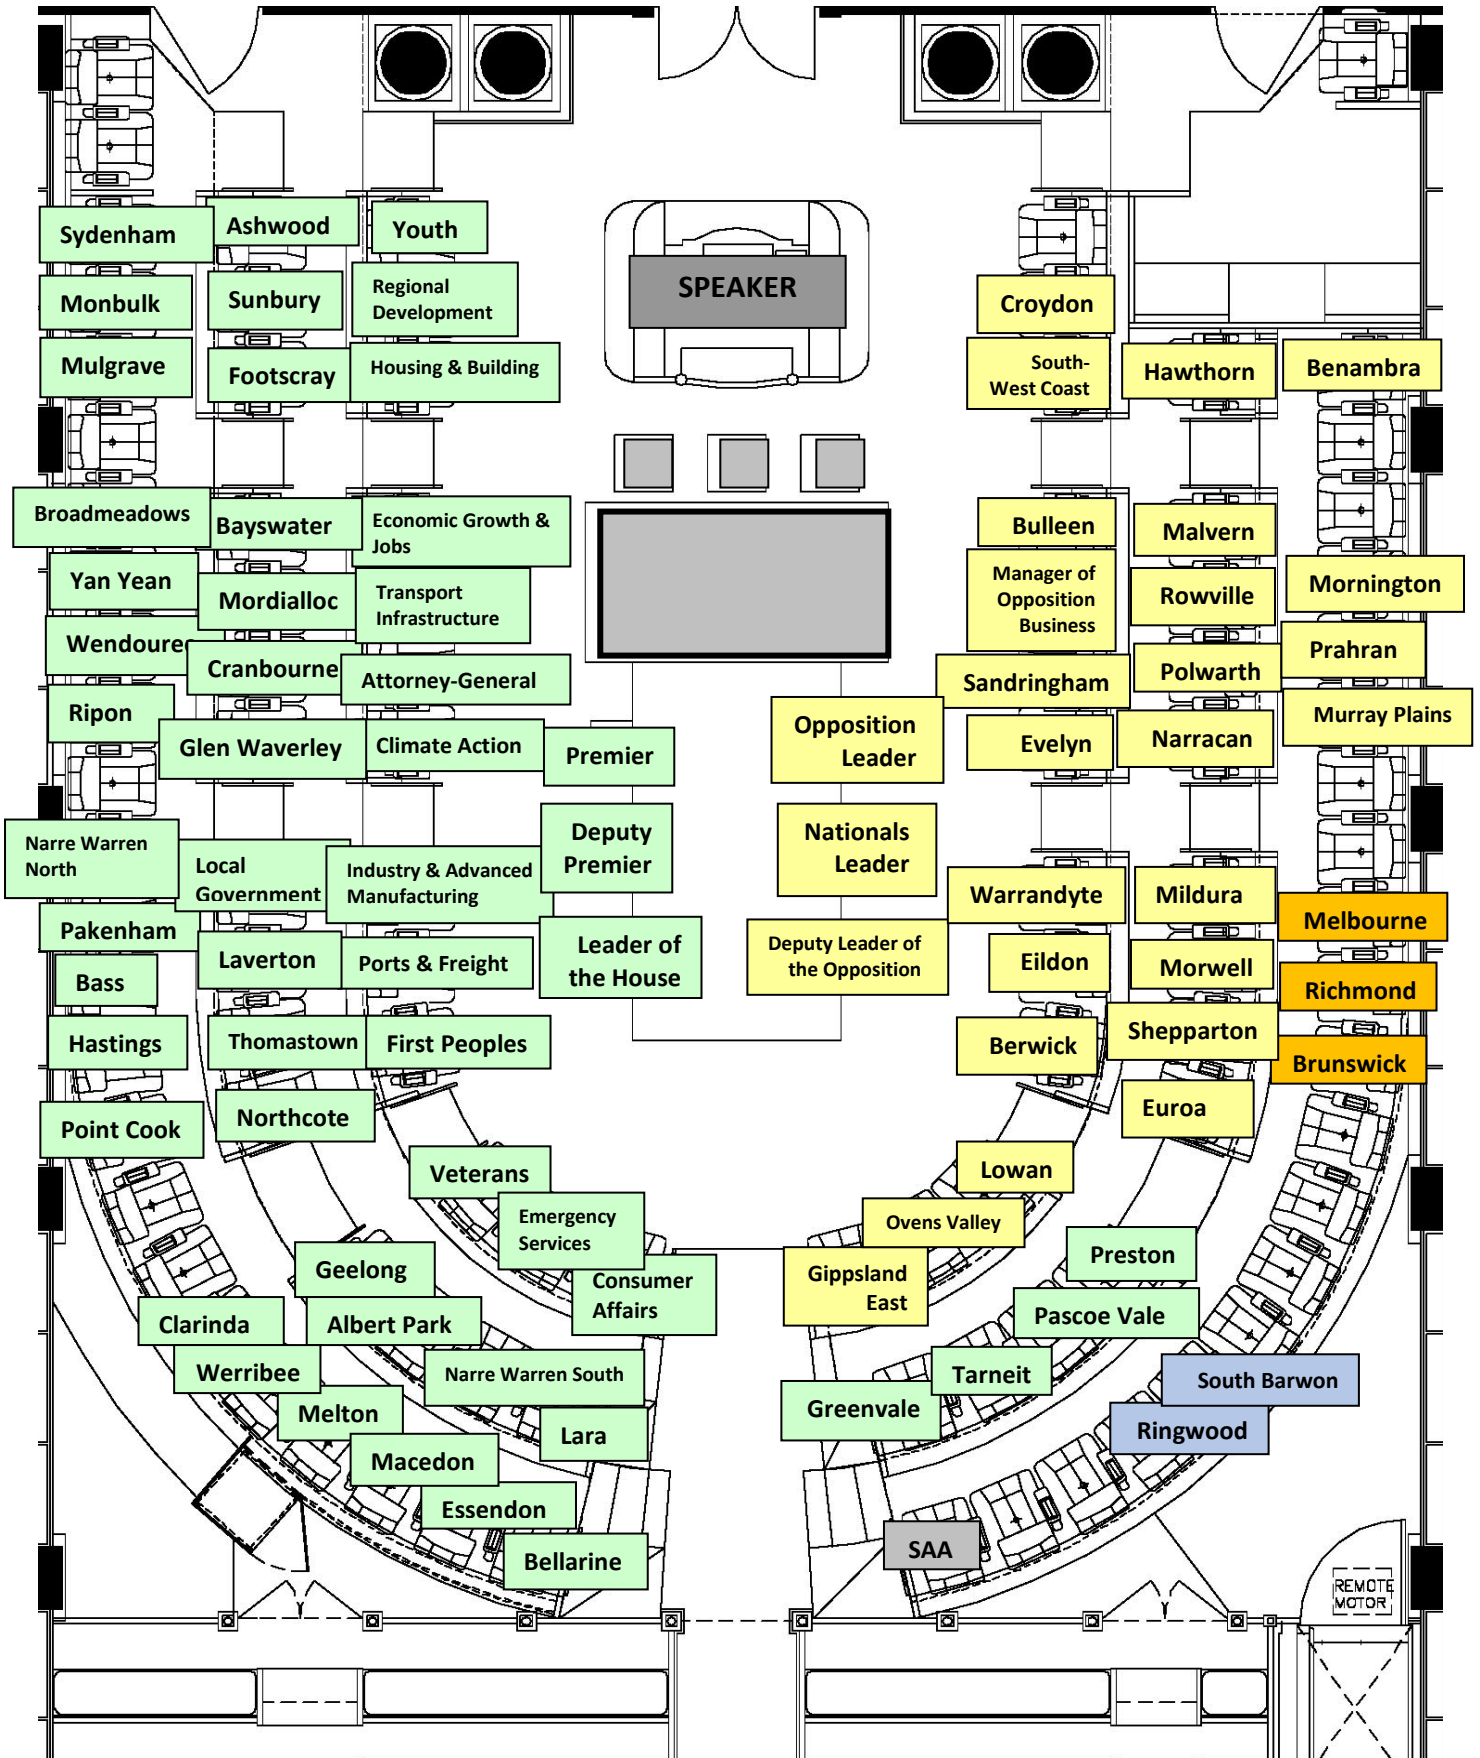 Sydenham
Ashwood
Youth
SPEAKER
Monbulk
Sunbury
Regional
Development
Croydon
Mulgrave
Footscray
Housing & Building
South-
West Coast
Hawthorn
Benambra
Broadmeadows
Bayswater
Economic Growth &
Jobs
Bulleen
Malvern
Yan Yean
Mordialloc
Transport
Infrastructure
Manager of
Opposition
Business
Rowville
Mornington
Wendouree
Cranbourne
Attorney-General
Sandringham
Polwarth
Prahran
Ripon
Glen Waverley
Climate Action
Premier
Opposition
Leader
Evelyn
Narracan
Murray Plains
Narre Warren
North
Local
Government
Industry & Advanced
Manufacturing
Deputy
Premier
Nationals
Leader
Warrandyte
Mildura
Melbourne
Pakenham
Laverton
Ports & Freight
Leader of
the House
Deputy Leader of
the Opposition
Eildon
Morwell
Richmond
Bass
Hastings
Thomastown
First Peoples
Berwick
Shepparton
Brunswick
Point Cook
Northcote
Euroa
Veterans
Lowan
Emergency
Services
Ovens Valley
Geelong
Consumer
Affairs
Gippsland
East
Preston
Clarinda
Albert Park
Pascoe Vale
Werribee
Narre Warren South
Tarneit
South Barwon
Melton
Lara
Greenvale
Ringwood
Macedon
Essendon
Bellarine
SAA
REMOTE
MOTOR